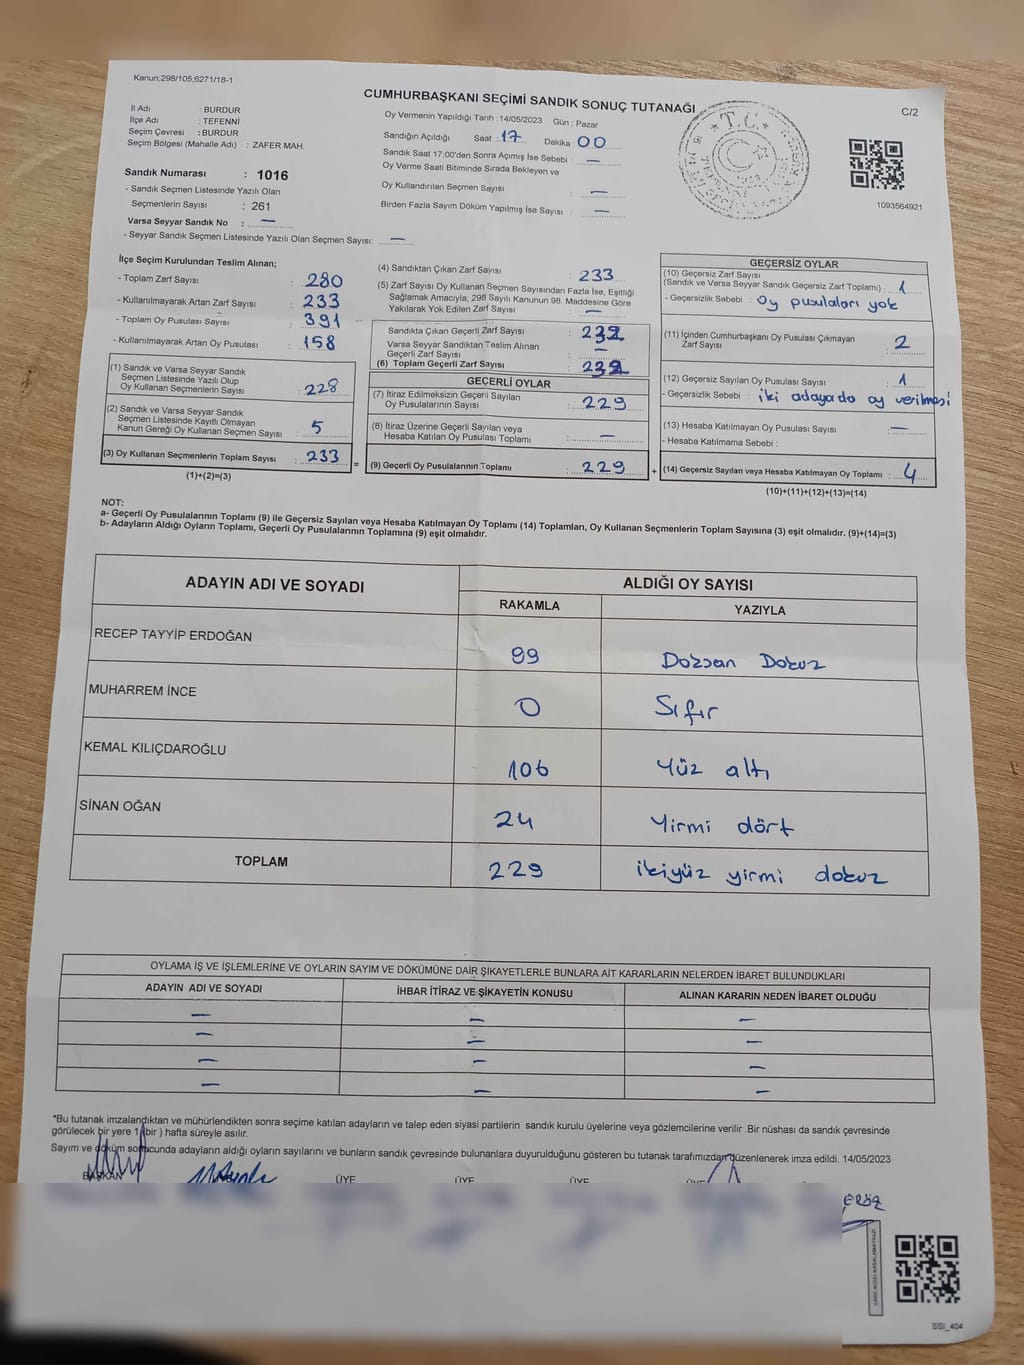 Kanun:298/105;6271/18-1
CUMHURBAŞKANI SEÇİMİ SANDIK SONUÇ TUTANAĞI
C/2
İl Adı : BURDUR
İlçe Adı : TEFENNİ
Seçim Çevresi : BURDUR
Seçim Bölgesi (Mahalle Adı) : ZAFER MAH.
Sandık Numarası : 1016
- Sandık Seçmen Listesinde Yazılı Olan
Seçmenlerin Sayısı : 261
Varsa Seyyar Sandık No : —
- Seyyar Sandık Seçmen Listesinde Yazılı Olan Seçmen Sayısı: —
Oy Vermenin Yapıldığı Tarih : 14/05/2023 Gün : Pazar
Sandığın Açıldığı Saat : 17 Dakika : 00
Sandık Saat 17:00'den Sonra Açımış İse Sebebi : —
Oy Verme Saati Bitiminde Sırada Bekleyen ve
Oy Kullandırılan Seçmen Sayısı : —
Birden Fazla Sayım Döküm Yapılmış İse Sayısı : —
T.C.
1093564921
İlçe Seçim Kurulundan Teslim Alınan;
- Toplam Zarf Sayısı : 280
- Kullanılmayarak Artan Zarf Sayısı : 233
- Toplam Oy Pusulası Sayısı : 391
- Kullanılmayarak Artan Oy Pusulası : 158
(1) Sandık ve Varsa Seyyar Sandık
Seçmen Listesinde Yazılı Olup
Oy Kullanan Seçmenlerin Sayısı : 228
(2) Sandık ve Varsa Seyyar Sandık
Seçmen Listesinde Kayıtlı Olmayan
Kanun Gereği Oy Kullanan Seçmen Sayısı : 5
(3) Oy Kullanan Seçmenlerin Toplam Sayısı : 233
(1)+(2)=(3)
(4) Sandıktan Çıkan Zarf Sayısı : 233
(5) Zarf Sayısı Oy Kullanan Seçmen Sayısından Fazla İse, Eşitliği
Sağlamak Amacıyla; 298 Sayılı Kanunun 98. Maddesine Göre
Yakılarak Yok Edilen Zarf Sayısı : —
Sandıkta Çıkan Geçerli Zarf Sayısı : 232
Varsa Seyyar Sandıktan Teslim Alınan
Geçerli Zarf Sayısı : —
(6) Toplam Geçerli Zarf Sayısı : 232
GEÇERLİ OYLAR
(7) İtiraz Edilmeksizin Geçerli Sayılan
Oy Pusulalarının Sayısı : 229
(8) İtiraz Üzerine Geçerli Sayılan veya
Hesaba Katılan Oy Pusulası Toplamı : —
= (9) Geçerli Oy Pusulalarının Toplamı : 229 +
GEÇERSİZ OYLAR
(10) Geçersiz Zarf Sayısı
(Sandık ve Varsa Seyyar Sandık Geçersiz Zarf Toplamı) : 1
- Geçersizlik Sebebi : Oy pusulaları yok
(11) İçinden Cumhurbaşkanı Oy Pusulası Çıkmayan
Zarf Sayısı : 2
(12) Geçersiz Sayılan Oy Pusulası Sayısı : 1
- Geçersizlik Sebebi : iki adayada oy verilmesi
(13) Hesaba Katılmayan Oy Pusulası Sayısı : —
- Hesaba Katılmama Sebebi :
(14) Geçersiz Sayılan veya Hesaba Katılmayan Oy Toplamı : 4
(10)+(11)+(12)+(13)=(14)
NOT:
a- Geçerli Oy Pusulalarının Toplamı (9) ile Geçersiz Sayılan veya Hesaba Katılmayan Oy Toplamı (14) Toplamları, Oy Kullanan Seçmenlerin Toplam Sayısına (3) eşit olmalıdır. (9)+(14)=(3)
b- Adayların Aldığı Oyların Toplamı, Geçerli Oy Pusulalarının Toplamına (9) eşit olmalıdır.
ADAYIN ADI VE SOYADI ALDIĞI OY SAYISI
RAKAMLA YAZIYLA
RECEP TAYYİP ERDOĞAN 99 Doksan Dokuz
MUHARREM İNCE 0 Sıfır
KEMAL KILIÇDAROĞLU 106 Yüz altı
SİNAN OĞAN 24 Yirmi dört
TOPLAM 229 ikiyüz yirmi dokuz
OYLAMA İŞ VE İŞLEMLERİNE VE OYLARIN SAYIM VE DÖKÜMÜNE DAİR ŞİKAYETLERLE BUNLARA AİT KARARLARIN NELERDEN İBARET BULUNDUKLARI
ADAYIN ADI VE SOYADI İHBAR İTİRAZ VE ŞİKAYETİN KONUSU ALINAN KARARIN NEDEN İBARET OLDUĞU
— — —
— — —
— — —
— — —
*Bu tutanak imzalandıktan ve mühürlendikten sonra seçime katılan adayların ve talep eden siyasi partilerin sandık kurulu üyelerine veya gözlemcilerine verilir .Bir nüshası da sandık çevresinde
görülecek bir yere 1 (bir ) hafta süreyle asılır.
Sayım ve döküm sonucunda adayların aldığı oyların sayılarını ve bunların sandık çevresinde bulunanlara duyurulduğunu gösteren bu tutanak tarafımızdan düzenlenerek imza edildi. 14/05/2023
BAŞKAN ÜYE ÜYE ÜYE ÜYE
SSI_404